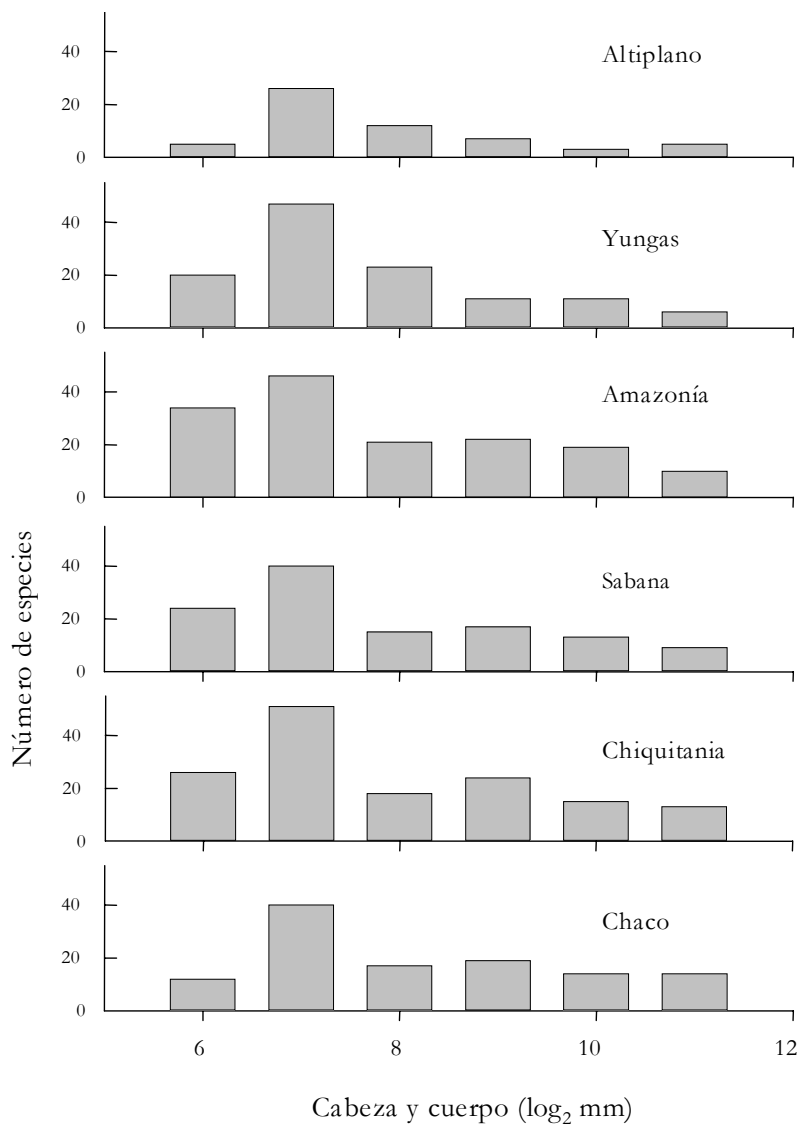 Altiplano
40
20
0
Yungas
40
20
0
Amazonía
40
20
0
Sabana
40
20
0
Chiquitania
40
20
0
Chaco
40
20
0
6 8 10 12
Número de especies
Cabeza y cuerpo (log₂ mm)